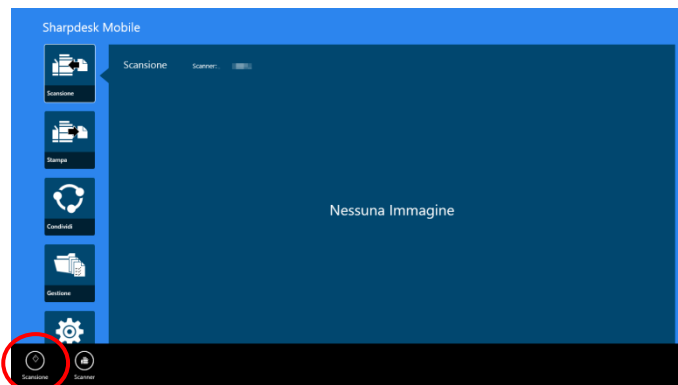 Sharpdesk Mobile
Scansione
Scansione Scanner:
Stampa
Nessuna Immagine
Condividi
Gestione
Scansione
Scanner